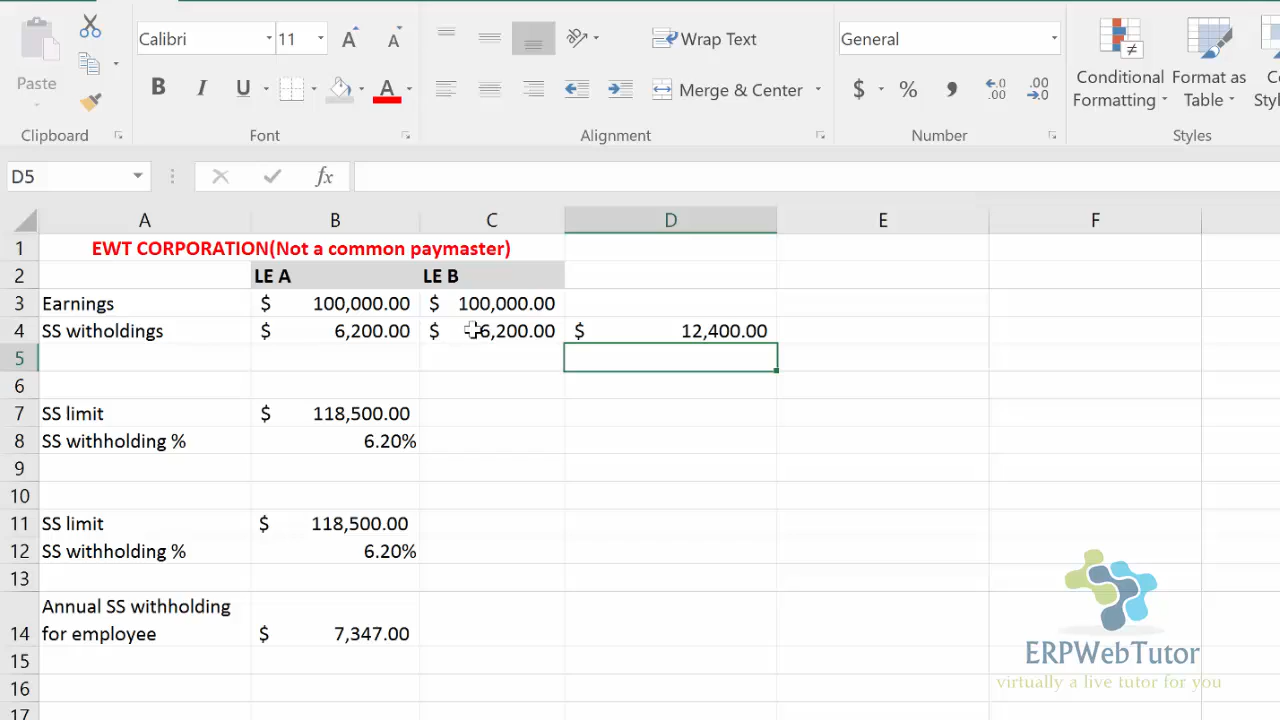 Calibri 11 A A Wrap Text General
Paste B I U A Merge & Center $ % , .0 .00 .00 .0 Conditional Formatting Format as Table
Clipboard Font Alignment Number Styles
D5 fx
A B C D E F
1 EWT CORPORATION(Not a common paymaster)
2 LE A LE B
3 Earnings $ 100,000.00 $ 100,000.00
4 SS witholdings $ 6,200.00 $ 6,200.00 $ 12,400.00
5
6
7 SS limit $ 118,500.00
8 SS withholding % 6.20%
9
10
11 SS limit $ 118,500.00
12 SS withholding % 6.20%
13
Annual SS withholding
14 for employee $ 7,347.00
15
16
17
ERPWebTutor
virtually a live tutor for you